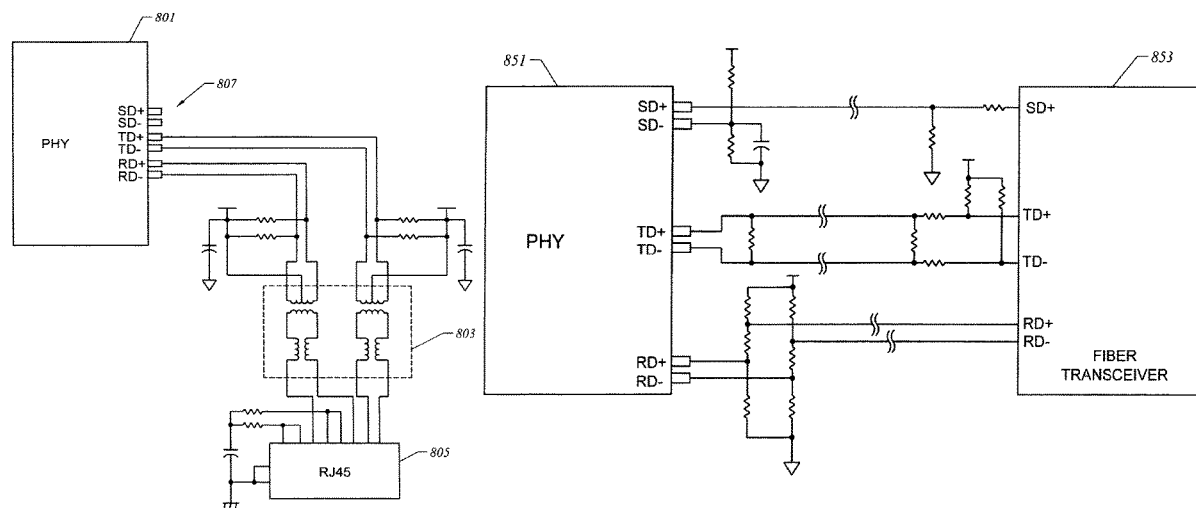 801
PHY
807
SD+
SD-
TD+
TD-
RD+
RD-
803
805
RJ45
851
PHY
SD+
SD-
TD+
TD-
RD+
RD-
853
SD+
TD+
TD-
RD+
RD-
FIBER
TRANSCEIVER